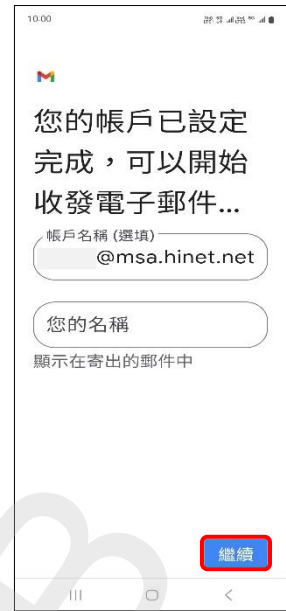 10:00
您的帳戶已設定
完成，可以開始
收發電子郵件...
帳戶名稱 (選填)
@msa.hinet.net
您的名稱
顯示在寄出的郵件中
繼續